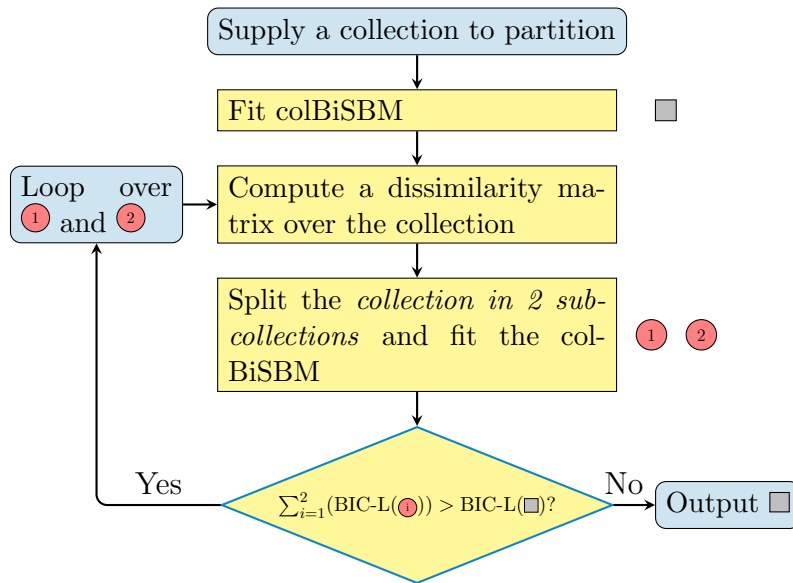 Supply a collection to partition
Fit colBiSBM
Loop over
1 and 2
Compute a dissimilarity ma-
trix over the collection
Split the collection in 2 sub-
collections and fit the col-
BiSBM
1 2
Yes
∑²ᵢ₌₁(BIC-L(i)) > BIC-L(■)?
No
Output ■